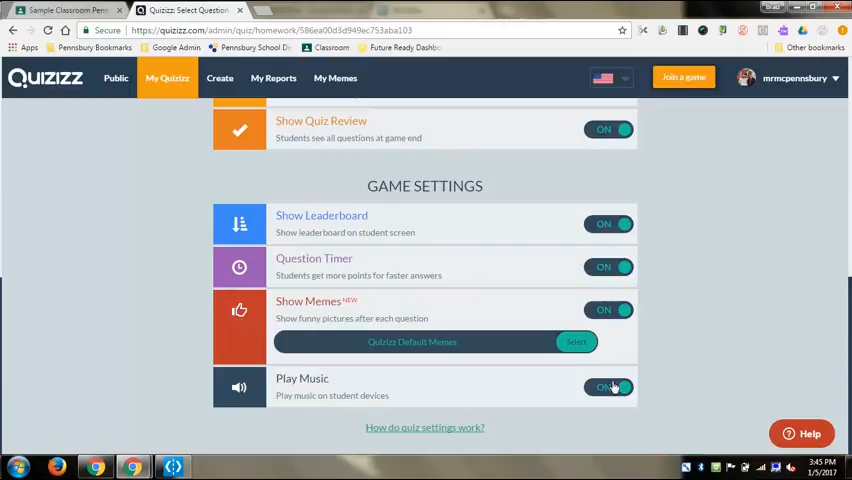 Sample Classroom Penn
Quizizz: Select Question
Brad
Secure
https://quizizz.com/admin/quiz/homework/586ea00d3d949ec753aba103
Apps
Pennsbury Bookmarks
Google Admin
Pennsbury School Di
Classroom
Future Ready Dashbo
Other bookmarks
QUIZIZZ
Public
My Quizizz
Create
My Reports
My Memes
Join a game
mrmcpennsbury
Show Quiz Review
Students see all questions at game end
ON
GAME SETTINGS
Show Leaderboard
Show leaderboard on student screen
ON
Question Timer
Students get more points for faster answers
ON
Show Memes NEW
Show funny pictures after each question
ON
Quizizz Default Memes
Select
Play Music
Play music on student devices
ON
How do quiz settings work?
Help
3:45 PM
1/5/2017